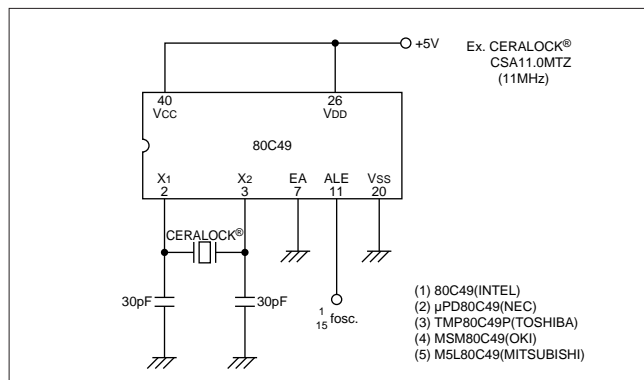 +5V
Ex. CERALOCK®
CSA11.0MTZ
(11MHz)
40
VCC
26
VDD
80C49
X1
2
X2
3
EA
7
ALE
11
VSS
20
CERALOCK®
30pF
30pF
1
15 fosc.
(1) 80C49(INTEL)
(2) µPD80C49(NEC)
(3) TMP80C49P(TOSHIBA)
(4) MSM80C49(OKI)
(5) M5L80C49(MITSUBISHI)